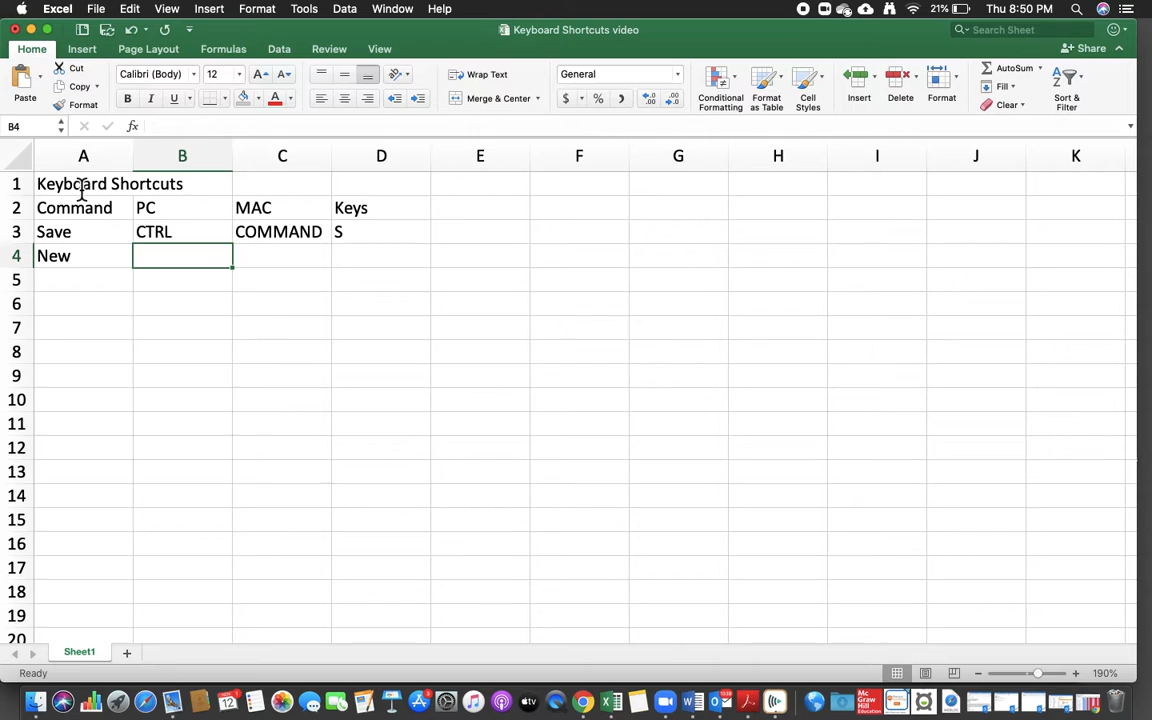 Excel File Edit View Insert Format Tools Data Window Help 21% Thu 8:50 PM
Keyboard Shortcuts video Search Sheet
Home Insert Page Layout Formulas Data Review View Share
Paste Cut Copy Format
Calibri (Body) 12
B I U A
Wrap Text
Merge & Center
General
$ % )
Conditional Formatting Format as Table Cell Styles Insert Delete Format
AutoSum Fill Clear Sort & Filter
B4 fx
A B C D E F G H I J K
1 Keyboard Shortcuts
2 Command PC MAC Keys
3 Save CTRL COMMAND S
4 New
5
6
7
8
9
10
11
12
13
14
15
16
17
18
19
20
Sheet1
Ready 190%